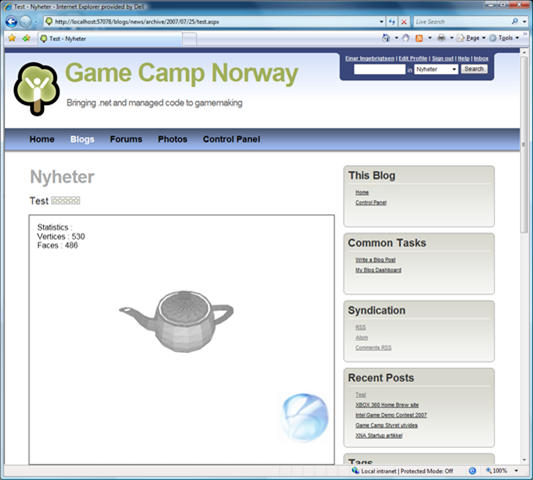 Test - Nyheter - Internet Explorer provided by Dell
http://localhost:57078/blogs/news/archive/2007/07/25/test.aspx
Live Search
Test - Nyheter
Page
Tools
Einar Ingebrigtsen | Edit Profile | Sign out | Help | Inbox
in Nyheter Search
Game Camp Norway
Bringing .net and managed code to gamemaking
Home Blogs Forums Photos Control Panel
Nyheter
Test
Statistics :
Vertices : 530
Faces : 486
This Blog
Home
Control Panel
Common Tasks
Write a Blog Post
My Blog Dashboard
Syndication
RSS
Atom
Comments RSS
Recent Posts
Test
XBOX 360 Home Brew site
Intel Game Demo Contest 2007
Game Camp Styret utvides
XNA Startup artikkel
Tags
Local intranet | Protected Mode: Off
100%